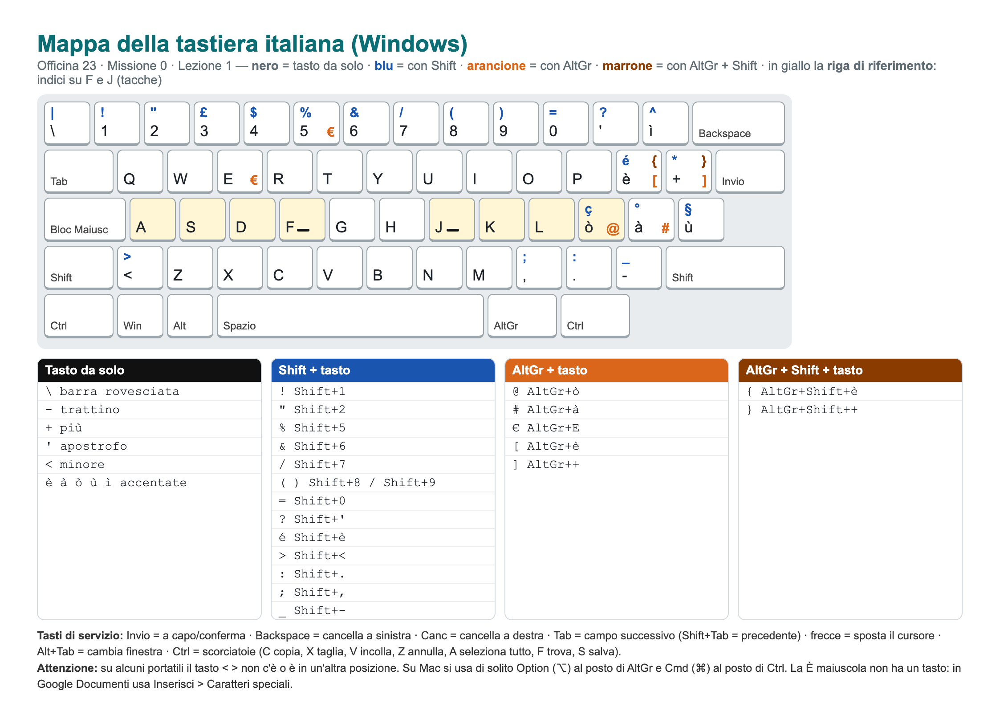 Mappa della tastiera italiana (Windows)
Officina 23 · Missione 0 · Lezione 1 — nero = tasto da solo · blu = con Shift · arancione = con AltGr · marrone = con AltGr + Shift · in giallo la riga di riferimento:
indici su F e J (tacche)
| ! " £ $ % & / ( ) = ? ^
\ 1 2 3 4 5 € 6 7 8 9 0 ' ì Backspace
é { * }
Tab Q W E € R T Y U I O P è [ + ] Invio
ç ° §
Bloc Maiusc A S D F G H J K L ò @ à # ù
> ; : _
Shift < Z X C V B N M , . - Shift
Ctrl Win Alt Spazio AltGr Ctrl
Tasto da solo
\ barra rovesciata
- trattino
+ più
' apostrofo
< minore
è à ò ù ì accentate
Shift + tasto
! Shift+1
" Shift+2
% Shift+5
& Shift+6
/ Shift+7
( ) Shift+8 / Shift+9
= Shift+0
? Shift+'
é Shift+è
> Shift+<
: Shift+.
; Shift+,
_ Shift+-
AltGr + tasto
@ AltGr+ò
# AltGr+à
€ AltGr+E
[ AltGr+è
] AltGr++
AltGr + Shift + tasto
{ AltGr+Shift+è
} AltGr+Shift++
Tasti di servizio: Invio = a capo/conferma · Backspace = cancella a sinistra · Canc = cancella a destra · Tab = campo successivo (Shift+Tab = precedente) · frecce = sposta il cursore ·
Alt+Tab = cambia finestra · Ctrl = scorciatoie (C copia, X taglia, V incolla, Z annulla, A seleziona tutto, F trova, S salva).
Attenzione: su alcuni portatili il tasto < > non c'è o è in un'altra posizione. Su Mac si usa di solito Option (⌥) al posto di AltGr e Cmd (⌘) al posto di Ctrl. La È maiuscola non ha un tasto: in
Google Documenti usa Inserisci > Caratteri speciali.